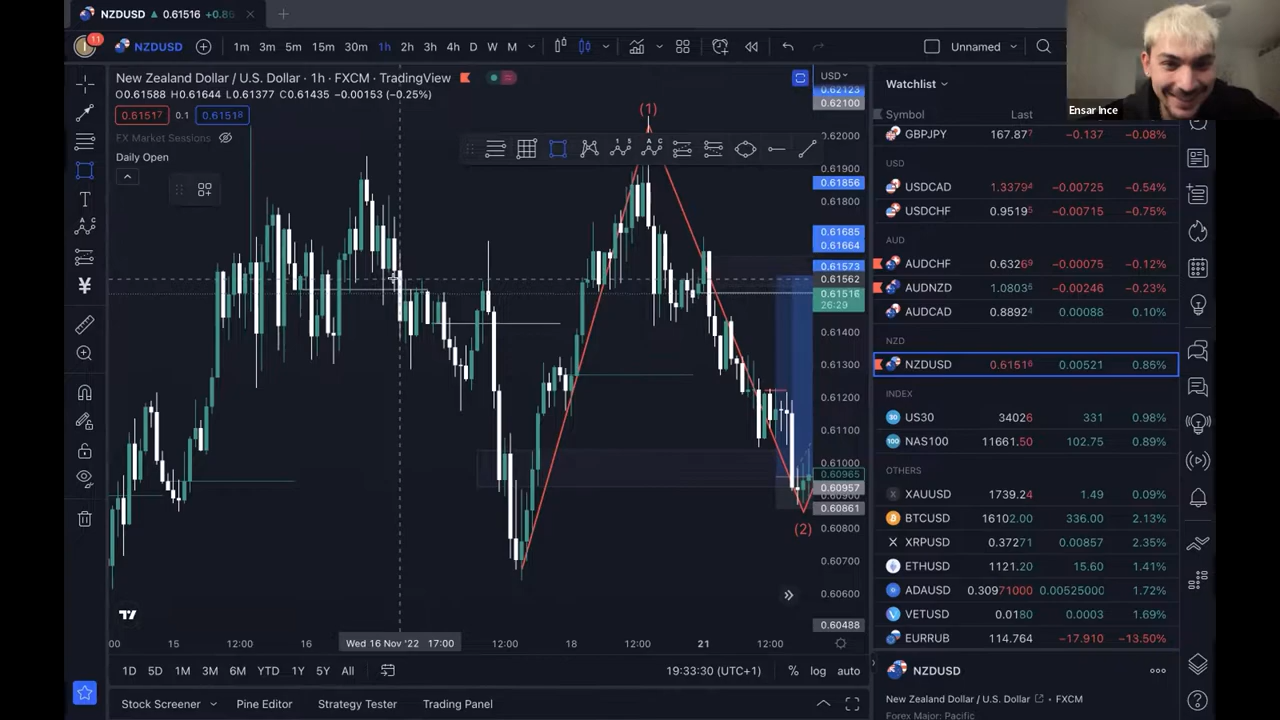 NZDUSD ▲ 0.61516 +0.8
11
NZDUSD
1m 3m 5m 15m 30m 1h 2h 3h 4h D W M
Unnamed
Ensar Ince
New Zealand Dollar / U.S. Dollar · 1h · FXCM · TradingView
O0.61588 H0.61644 L0.61377 C0.61435 −0.00153 (−0.25%)
0.61517 0.1 0.61518
FX Market Sessions
Daily Open
(1)
(2)
USD
0.62123
0.62100
0.62000
0.61900
0.61856
0.61800
0.61685
0.61664
0.61573
0.61562
0.61516
26:29
0.61400
0.61300
0.61200
0.61100
0.61000
0.60965
0.60957
0.60900
0.60861
0.60800
0.60700
0.60600
0.60488
00 15 12:00 16 Wed 16 Nov '22 17:00 12:00 18 12:00 21 12:00
1D 5D 1M 3M 6M YTD 1Y 5Y All
19:33:30 (UTC+1) % log auto
Stock Screener Pine Editor Strategy Tester Trading Panel
Watchlist
Symbol Last
GBPJPY 167.877 −0.137 −0.08%
USD
USDCAD 1.33794 −0.00725 −0.54%
USDCHF 0.95195 −0.00715 −0.75%
AUD
AUDCHF 0.63269 −0.00075 −0.12%
AUDNZD 1.08036 −0.00246 −0.23%
AUDCAD 0.88924 0.00088 0.10%
NZD
NZDUSD 0.61516 0.00521 0.85%
INDEX
US30 34026 331 0.98%
NAS100 11661.50 102.75 0.89%
OTHERS
XAUUSD 1739.24 1.49 0.09%
BTCUSD 16102.00 336.00 2.13%
XRPUSD 0.37271 0.00857 2.35%
ETHUSD 1121.20 15.60 1.41%
ADAUSD 0.30971000 0.00525000 1.72%
VETUSD 0.0180 0.0003 1.69%
EURRUB 114.764 −17.910 −13.50%
NZDUSD
New Zealand Dollar / U.S. Dollar · FXCM
Forex Major: Pacific